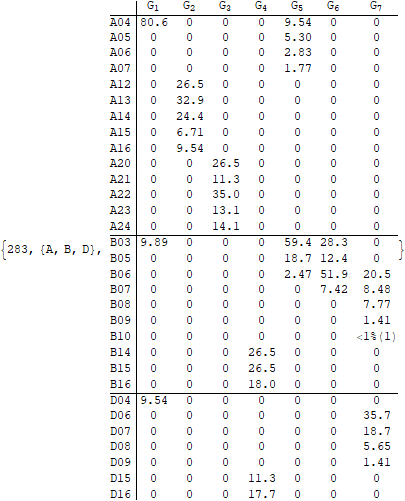 G1 G2 G3 G4 G5 G6 G7
A04 80.6 0 0 0 9.54 0 0
A05 0 0 0 0 5.30 0 0
A06 0 0 0 0 2.83 0 0
A07 0 0 0 0 1.77 0 0
A12 0 26.5 0 0 0 0 0
A13 0 32.9 0 0 0 0 0
A14 0 24.4 0 0 0 0 0
A15 0 6.71 0 0 0 0 0
A16 0 9.54 0 0 0 0 0
A20 0 0 26.5 0 0 0 0
A21 0 0 11.3 0 0 0 0
A22 0 0 35.0 0 0 0 0
A23 0 0 13.1 0 0 0 0
A24 0 0 14.1 0 0 0 0
B03 9.89 0 0 0 59.4 28.3 0
{283, {A, B, D}, B05 0 0 0 0 18.7 12.4 0 }
B06 0 0 0 0 2.47 51.9 20.5
B07 0 0 0 0 0 7.42 8.48
B08 0 0 0 0 0 0 7.77
B09 0 0 0 0 0 0 1.41
B10 0 0 0 0 0 0 <1%(1)
B14 0 0 0 26.5 0 0 0
B15 0 0 0 26.5 0 0 0
B16 0 0 0 18.0 0 0 0
D04 9.54 0 0 0 0 0 0
D06 0 0 0 0 0 0 35.7
D07 0 0 0 0 0 0 18.7
D08 0 0 0 0 0 0 5.65
D09 0 0 0 0 0 0 1.41
D15 0 0 0 11.3 0 0 0
D16 0 0 0 17.7 0 0 0